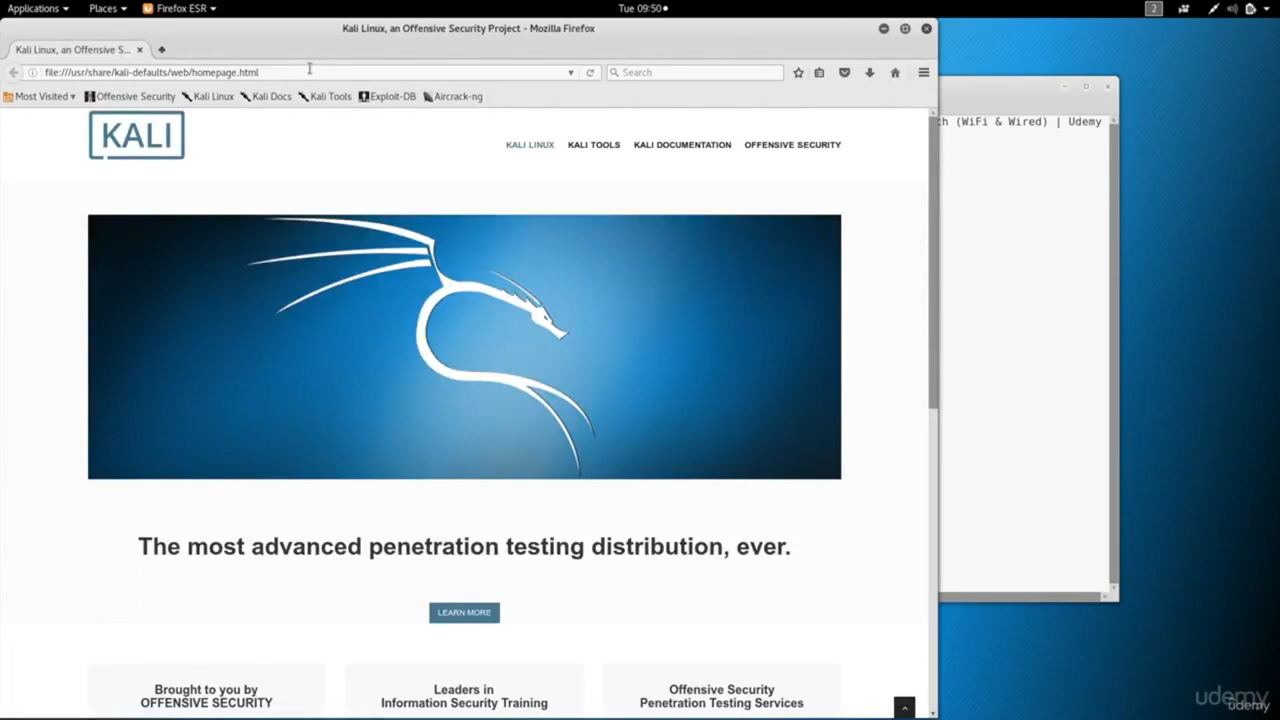 Applications Places Firefox ESR Tue 09:50 2
Kali Linux, an Offensive Security Project - Mozilla Firefox
Kali Linux, an Offensive S...
file:///usr/share/kali-defaults/web/homepage.html Search
Most Visited Offensive Security Kali Linux Kali Docs Kali Tools Exploit-DB Aircrack-ng
KALI
KALI LINUX KALI TOOLS KALI DOCUMENTATION OFFENSIVE SECURITY
(WiFi & Wired) | Udemy
The most advanced penetration testing distribution, ever.
LEARN MORE
Brought to you by
OFFENSIVE SECURITY
Leaders in
Information Security Training
Offensive Security
Penetration Testing Services
udemy
udemy